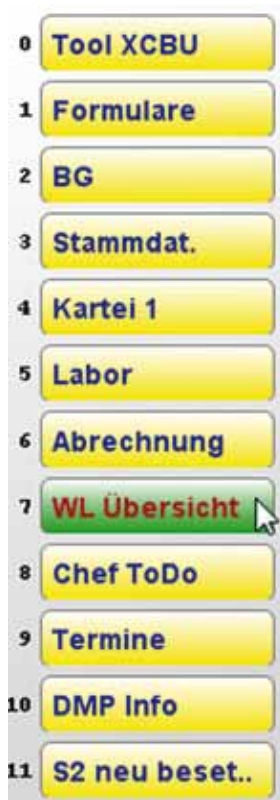 0 Tool XCBU
1 Formulare
2 BG
3 Stammdat.
4 Kartei 1
5 Labor
6 Abrechnung
7 WL Übersicht
8 Chef ToDo
9 Termine
10 DMP Info
11 S2 neu beset..